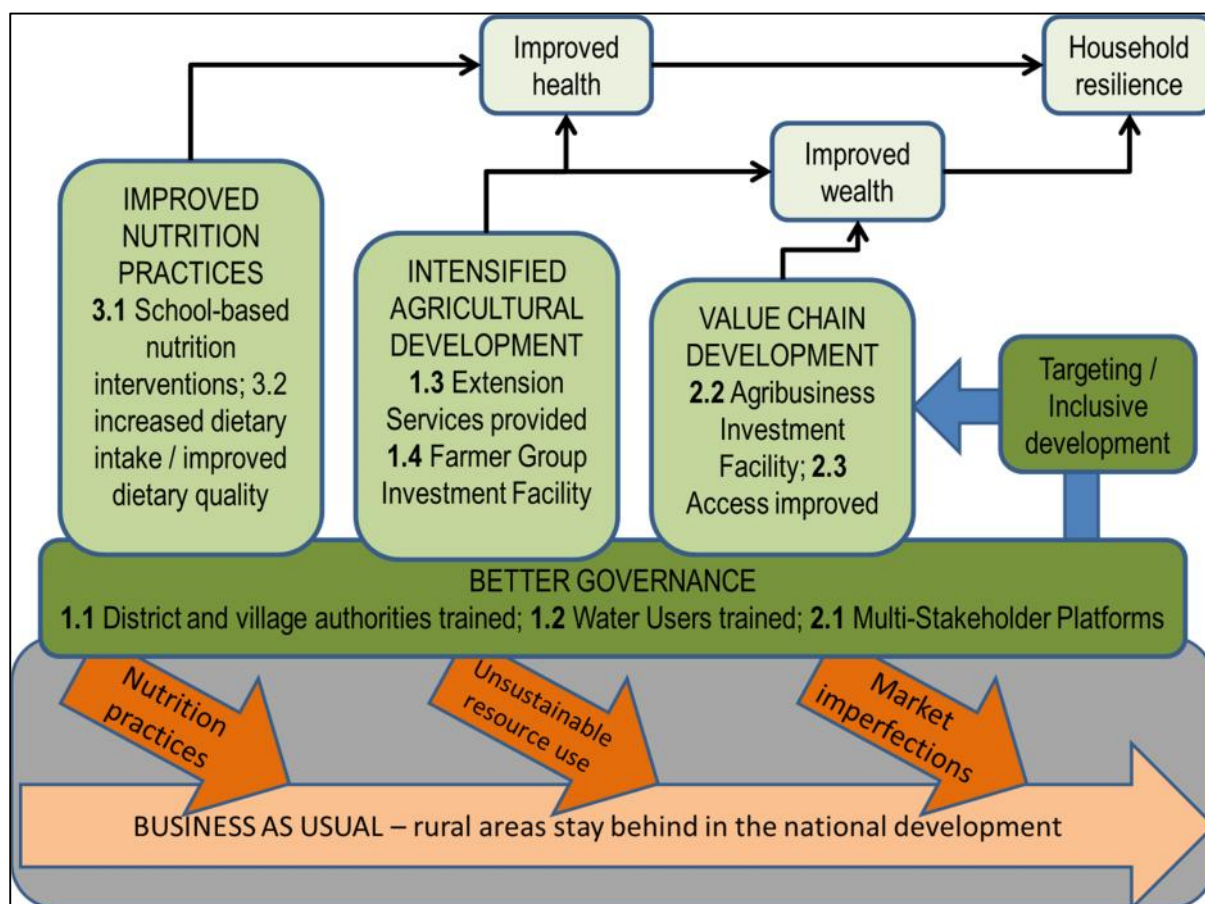 Improved
health
Household
resilience
Improved
wealth
IMPROVED
NUTRITION
PRACTICES
3.1 School-based
nutrition
interventions; 3.2
increased dietary
intake / improved
dietary quality
INTENSIFIED
AGRICULTURAL
DEVELOPMENT
1.3 Extension
Services provided
1.4 Farmer Group
Investment Facility
VALUE CHAIN
DEVELOPMENT
2.2 Agribusiness
Investment
Facility; 2.3
Access improved
Targeting /
Inclusive
development
BETTER GOVERNANCE
1.1 District and village authorities trained; 1.2 Water Users trained; 2.1 Multi-Stakeholder Platforms
Nutrition
practices
Unsustainable
resource use
Market
imperfections
BUSINESS AS USUAL – rural areas stay behind in the national development